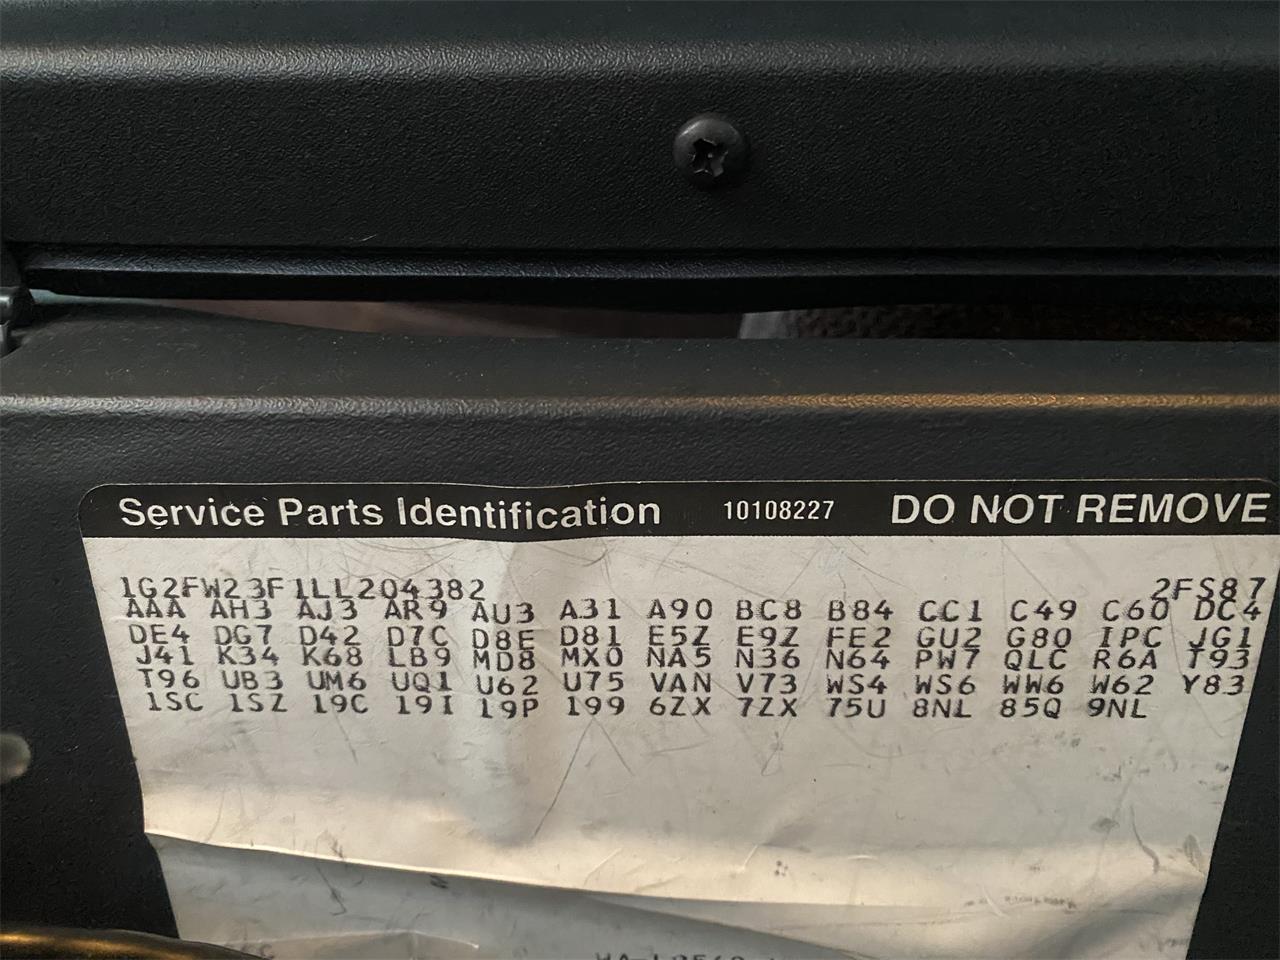 Service Parts Identification 10108227 DO NOT REMOVE
1G2FW23F1LL204382 2FS87
AAA AH3 AJ3 AR9 AU3 A31 A90 BC8 B84 CC1 C49 C60 DC4
DE4 DG7 D42 D7C D8E D81 E5Z E9Z FE2 GU2 G80 IPC JG1
J41 K34 K68 LB9 MD8 MX0 NA5 N36 N64 PW7 QLC R6A T93
T96 UB3 UM6 UQ1 U62 U75 VAN V73 WS4 WS6 WW6 W62 Y83
1SC 1SZ 19C 19I 19P 199 6ZX 7ZX 75U 8NL 85Q 9NL